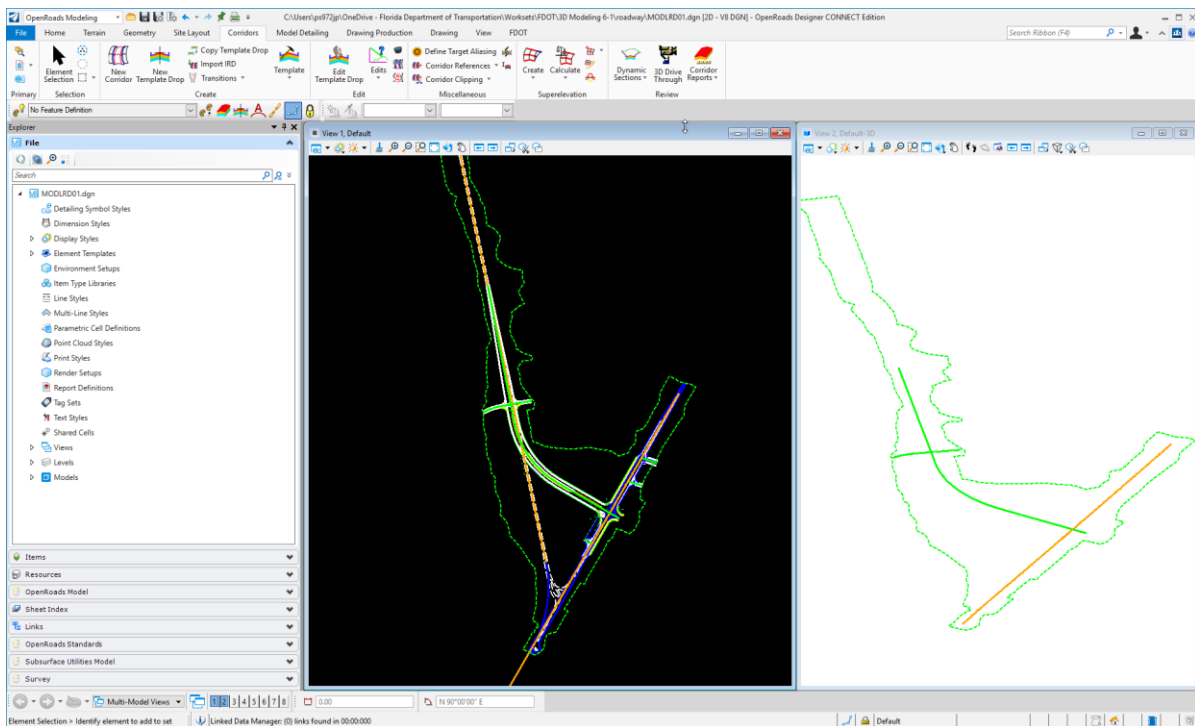 OpenRoads Modeling
C:\Users\ps972jp\OneDrive - Florida Department of Transportation\Worksets\FDOT\3D Modeling 6-1\roadway\MODLRD01.dgn [2D - V8 DGN] - OpenRoads Designer CONNECT Edition
File Home Terrain Geometry Site Layout Corridors Model Detailing Drawing Production Drawing View FDOT
Search Ribbon (F4)
Element Selection
New Corridor
New Template Drop
Copy Template Drop
Import IRD
Transitions
Template
Edit Template Drop
Edits
Define Target Aliasing
Corridor References
Corridor Clipping
Create
Calculate
Dynamic Sections
3D Drive Through
Corridor Reports
Primary Selection Create Edit Miscellaneous Superelevation Review
No Feature Definition
Explorer
File
Search
MODLRD01.dgn
Detailing Symbol Styles
Dimension Styles
Display Styles
Element Templates
Environment Setups
Item Type Libraries
Line Styles
Multi-Line Styles
Parametric Cell Definitions
Point Cloud Styles
Print Styles
Render Setups
Report Definitions
Tag Sets
Text Styles
Shared Cells
Views
Levels
Models
Items
Resources
OpenRoads Model
Sheet Index
Links
OpenRoads Standards
Subsurface Utilities Model
Survey
View 1, Default
View 2, Default-3D
Multi-Model Views
1 2 3 4 5 6 7 8
0.00
N 90°00'00" E
Element Selection > Identify element to add to set
Linked Data Manager: (0) links found in 00:00:000
Default